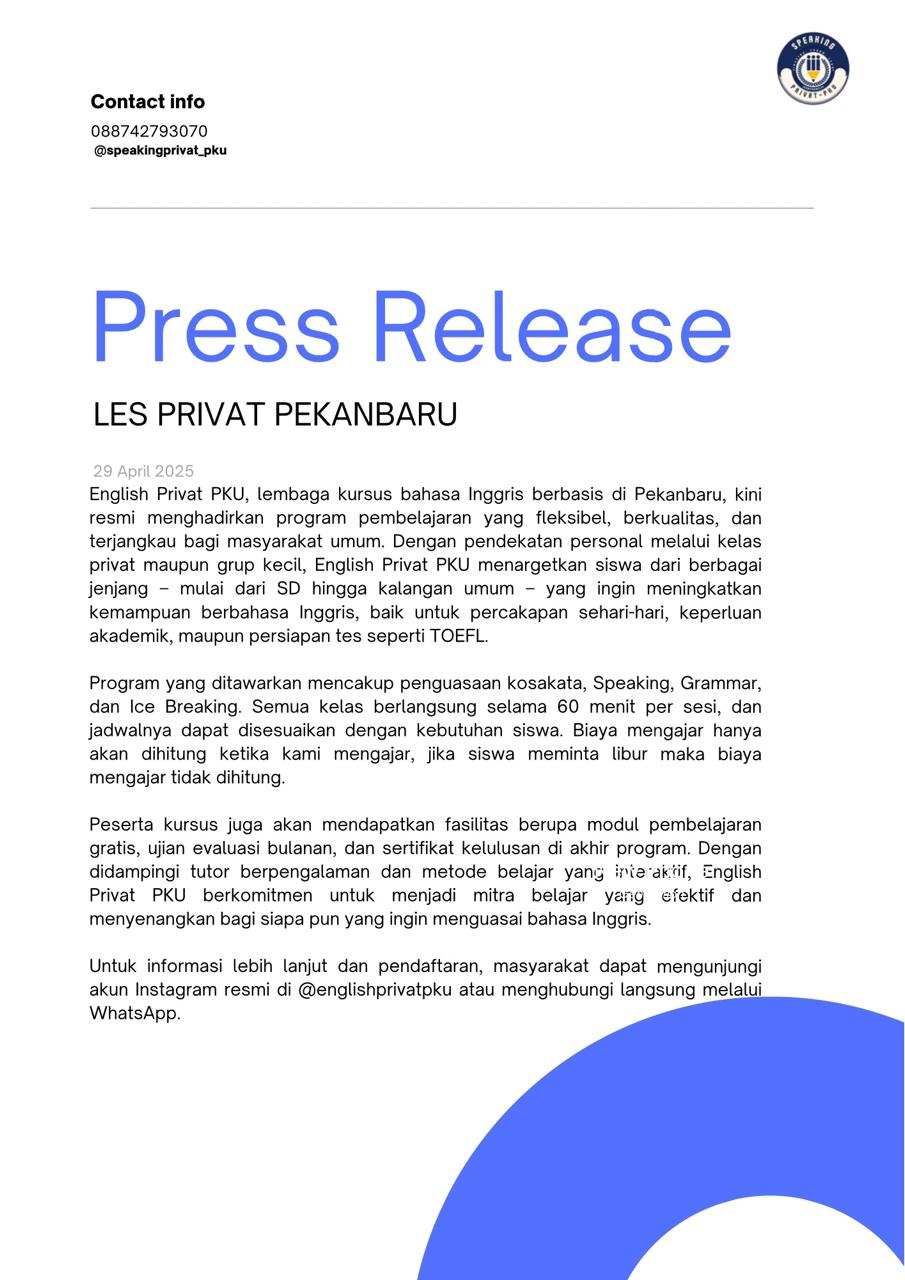 SPEAKING
PRIVAT-PKU
Contact info
088742793070
@speakingprivat_pku
Press Release
LES PRIVAT PEKANBARU
29 April 2025
English Privat PKU, lembaga kursus bahasa Inggris berbasis di Pekanbaru, kini
resmi menghadirkan program pembelajaran yang fleksibel, berkualitas, dan
terjangkau bagi masyarakat umum. Dengan pendekatan personal melalui kelas
privat maupun grup kecil, English Privat PKU menargetkan siswa dari berbagai
jenjang – mulai dari SD hingga kalangan umum – yang ingin meningkatkan
kemampuan berbahasa Inggris, baik untuk percakapan sehari-hari, keperluan
akademik, maupun persiapan tes seperti TOEFL.
Program yang ditawarkan mencakup penguasaan kosakata, Speaking, Grammar,
dan Ice Breaking. Semua kelas berlangsung selama 60 menit per sesi, dan
jadwalnya dapat disesuaikan dengan kebutuhan siswa. Biaya mengajar hanya
akan dihitung ketika kami mengajar, jika siswa meminta libur maka biaya
mengajar tidak dihitung.
Peserta kursus juga akan mendapatkan fasilitas berupa modul pembelajaran
gratis, ujian evaluasi bulanan, dan sertifikat kelulusan di akhir program. Dengan
didampingi tutor berpengalaman dan metode belajar yang interaktif, English
Privat PKU berkomitmen untuk menjadi mitra belajar yang efektif dan
menyenangkan bagi siapa pun yang ingin menguasai bahasa Inggris.
Untuk informasi lebih lanjut dan pendaftaran, masyarakat dapat mengunjungi
akun Instagram resmi di @englishprivatpku atau menghubungi langsung melalui
WhatsApp.